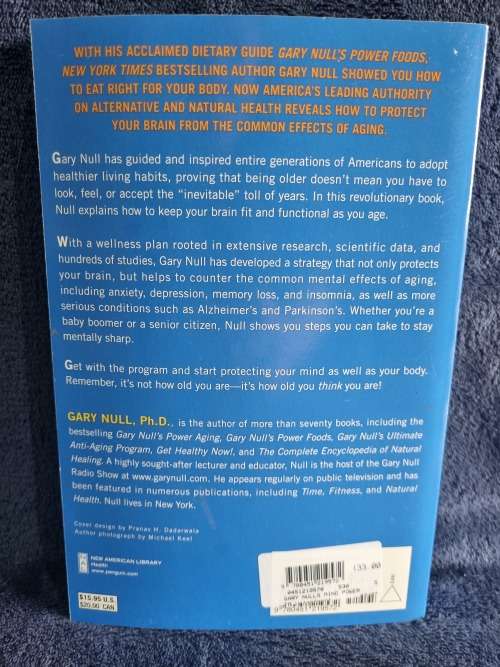 WITH HIS ACCLAIMED DIETARY GUIDE GARY NULL'S POWER FOODS,
NEW YORK TIMES BESTSELLING AUTHOR GARY NULL SHOWED YOU HOW
TO EAT RIGHT FOR YOUR BODY. NOW AMERICA'S LEADING AUTHORITY
ON ALTERNATIVE AND NATURAL HEALTH REVEALS HOW TO PROTECT
YOUR BRAIN FROM THE COMMON EFFECTS OF AGING.
Gary Null has guided and inspired entire generations of Americans to adopt
healthier living habits, proving that being older doesn't mean you have to
look, feel, or accept the "inevitable" toll of years. In this revolutionary book,
Null explains how to keep your brain fit and functional as you age.
With a wellness plan rooted in extensive research, scientific data, and
hundreds of studies, Gary Null has developed a strategy that not only protects
your brain, but helps to counter the common mental effects of aging,
including anxiety, depression, memory loss, and insomnia, as well as more
serious conditions such as Alzheimer's and Parkinson's. Whether you're a
baby boomer or a senior citizen, Null shows you steps you can take to stay
mentally sharp.
Get with the program and start protecting your mind as well as your body.
Remember, it's not how old you are—it's how old you think you are!
GARY NULL, Ph.D., is the author of more than seventy books, including the
bestselling Gary Null's Power Aging, Gary Null's Power Foods, Gary Null's Ultimate
Anti-Aging Program, Get Healthy Now!, and The Complete Encyclopedia of Natural
Healing. A highly sought-after lecturer and educator, Null is the host of the Gary Null
Radio Show at www.garynull.com. He appears regularly on public television and has
been featured in numerous publications, including Time, Fitness, and Natural
Health. Null lives in New York.
Cover design by Pranav H. Dadarwala
Author photograph by Michael Keel
NEW AMERICAN LIBRARY
Health
www.penguin.com
$15.95 U.S.
$20.00 CAN
133.00
9 780451219572
0451219570 530 5
GARY NULLS MIND POWER
9 780451219572